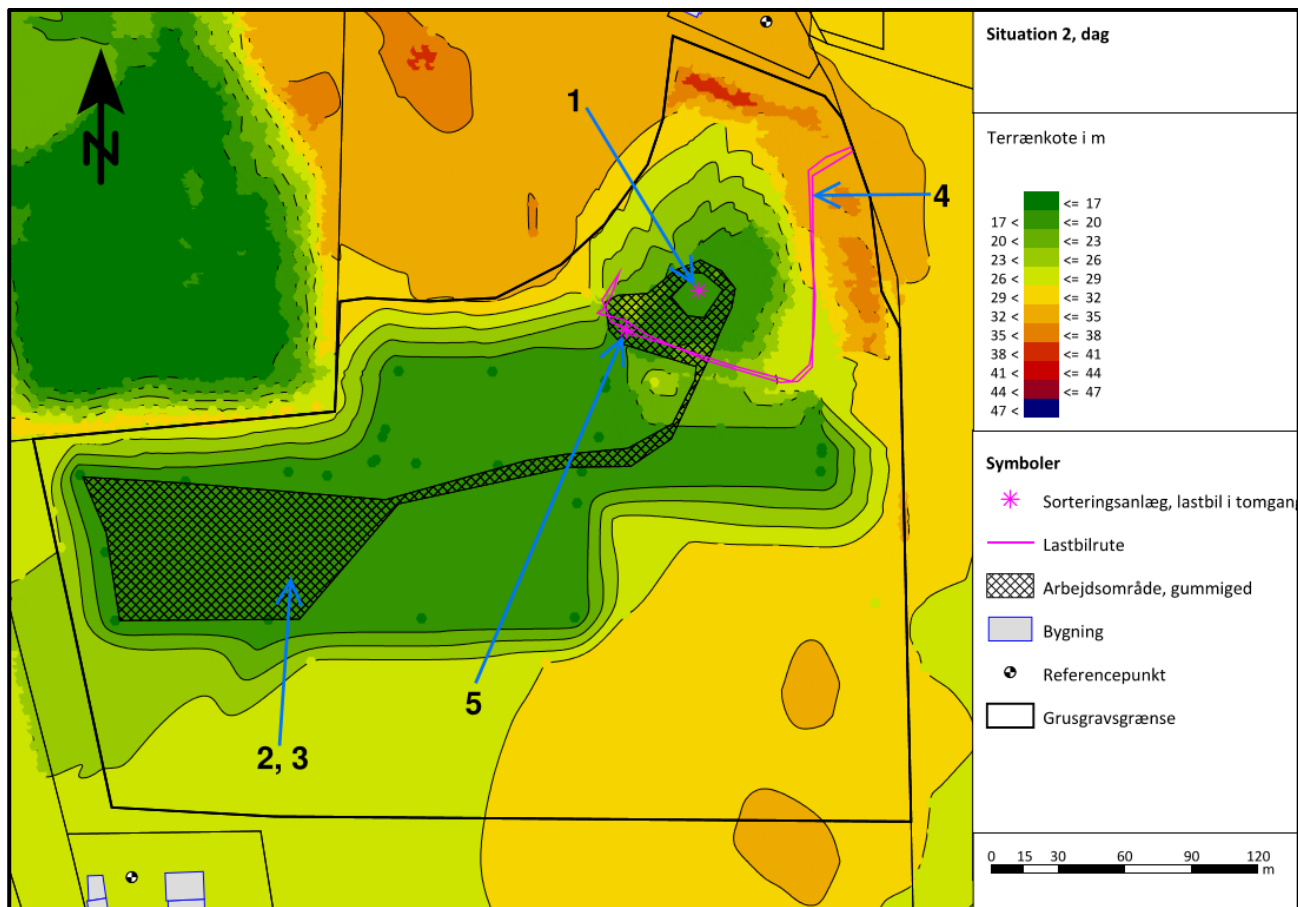 N
1
4
5
2, 3
Situation 2, dag
Terrænkote i m
<= 17
17 < <= 20
20 < <= 23
23 < <= 26
26 < <= 29
29 < <= 32
32 < <= 35
35 < <= 38
38 < <= 41
41 < <= 44
44 < <= 47
47 <
Symboler
Sorteringsanlæg, lastbil i tomgang
Lastbilrute
Arbejdsområde, gummiged
Bygning
Referencepunkt
Grusgravsgrænse
0 15 30 60 90 120
m